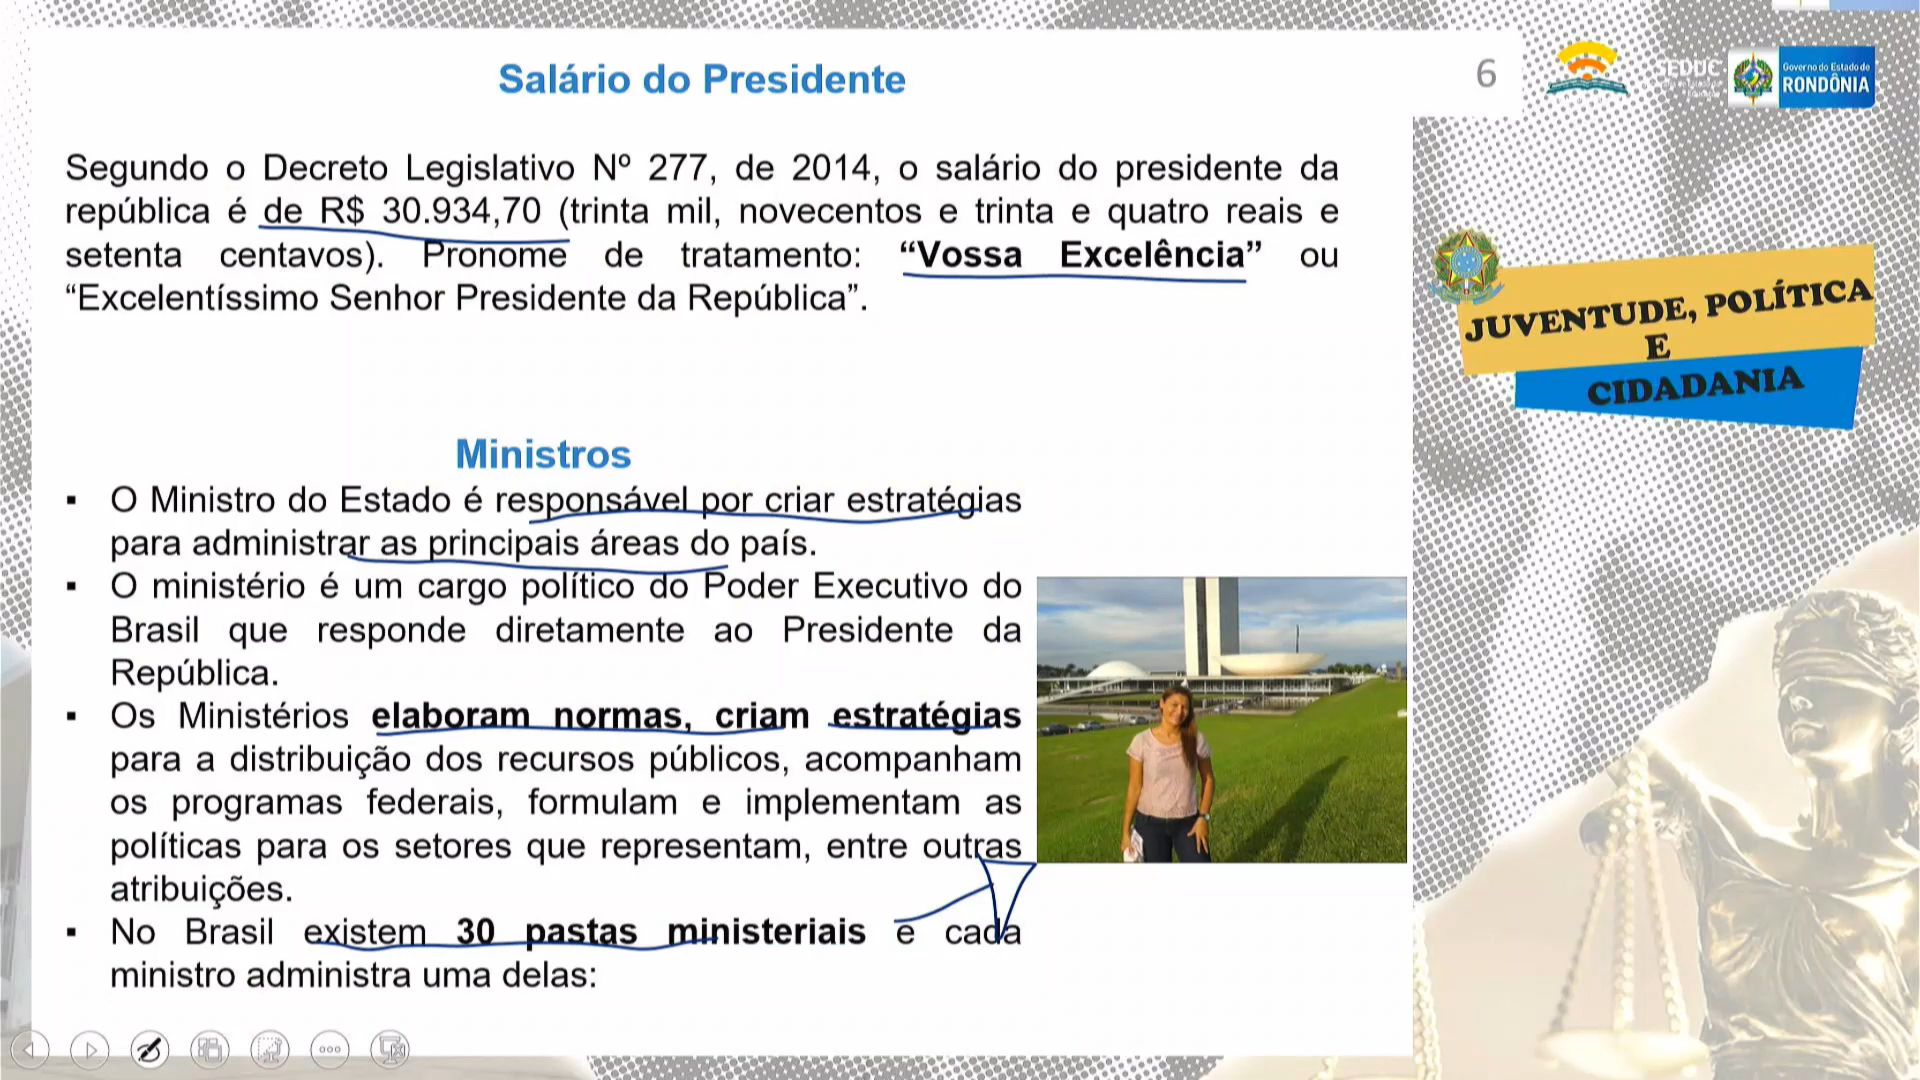 Salário do Presidente
6
SEDUC
Governo do Estado de
RONDÔNIA
Segundo o Decreto Legislativo Nº 277, de 2014, o salário do presidente da
república é de R$ 30.934,70 (trinta mil, novecentos e trinta e quatro reais e
setenta centavos). Pronome de tratamento: “Vossa Excelência” ou
“Excelentíssimo Senhor Presidente da República”.
JUVENTUDE, POLÍTICA
E
CIDADANIA
Ministros
▪ O Ministro do Estado é responsável por criar estratégias
para administrar as principais áreas do país.
▪ O ministério é um cargo político do Poder Executivo do
Brasil que responde diretamente ao Presidente da
República.
▪ Os Ministérios elaboram normas, criam estratégias
para a distribuição dos recursos públicos, acompanham
os programas federais, formulam e implementam as
políticas para os setores que representam, entre outras
atribuições.
▪ No Brasil existem 30 pastas ministeriais e cada
ministro administra uma delas: